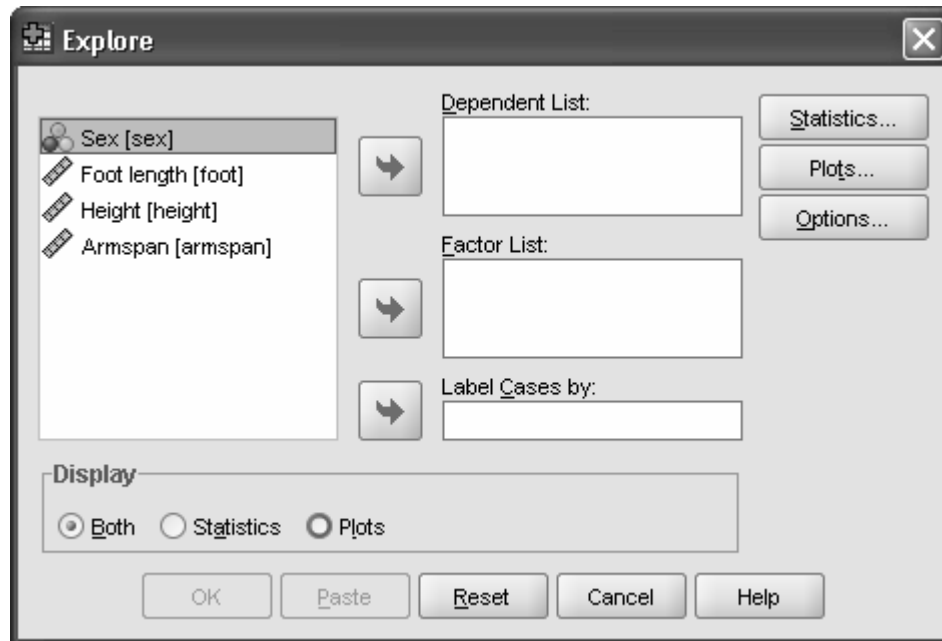 Explore
Sex [sex]
Foot length [foot]
Height [height]
Armspan [armspan]
Dependent List:
Factor List:
Label Cases by:
Statistics...
Plots...
Options...
Display
Both Statistics Plots
OK Paste Reset Cancel Help